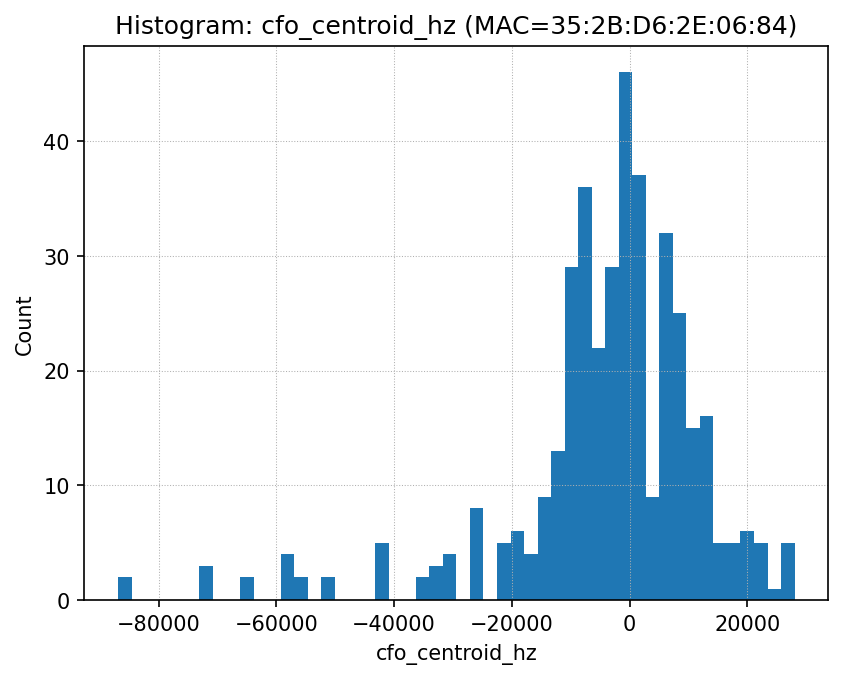 Histogram: cfo_centroid_hz (MAC=35:2B:D6:2E:06:84)
Count
40
30
20
10
0
−80000 −60000 −40000 −20000 0 20000
cfo_centroid_hz